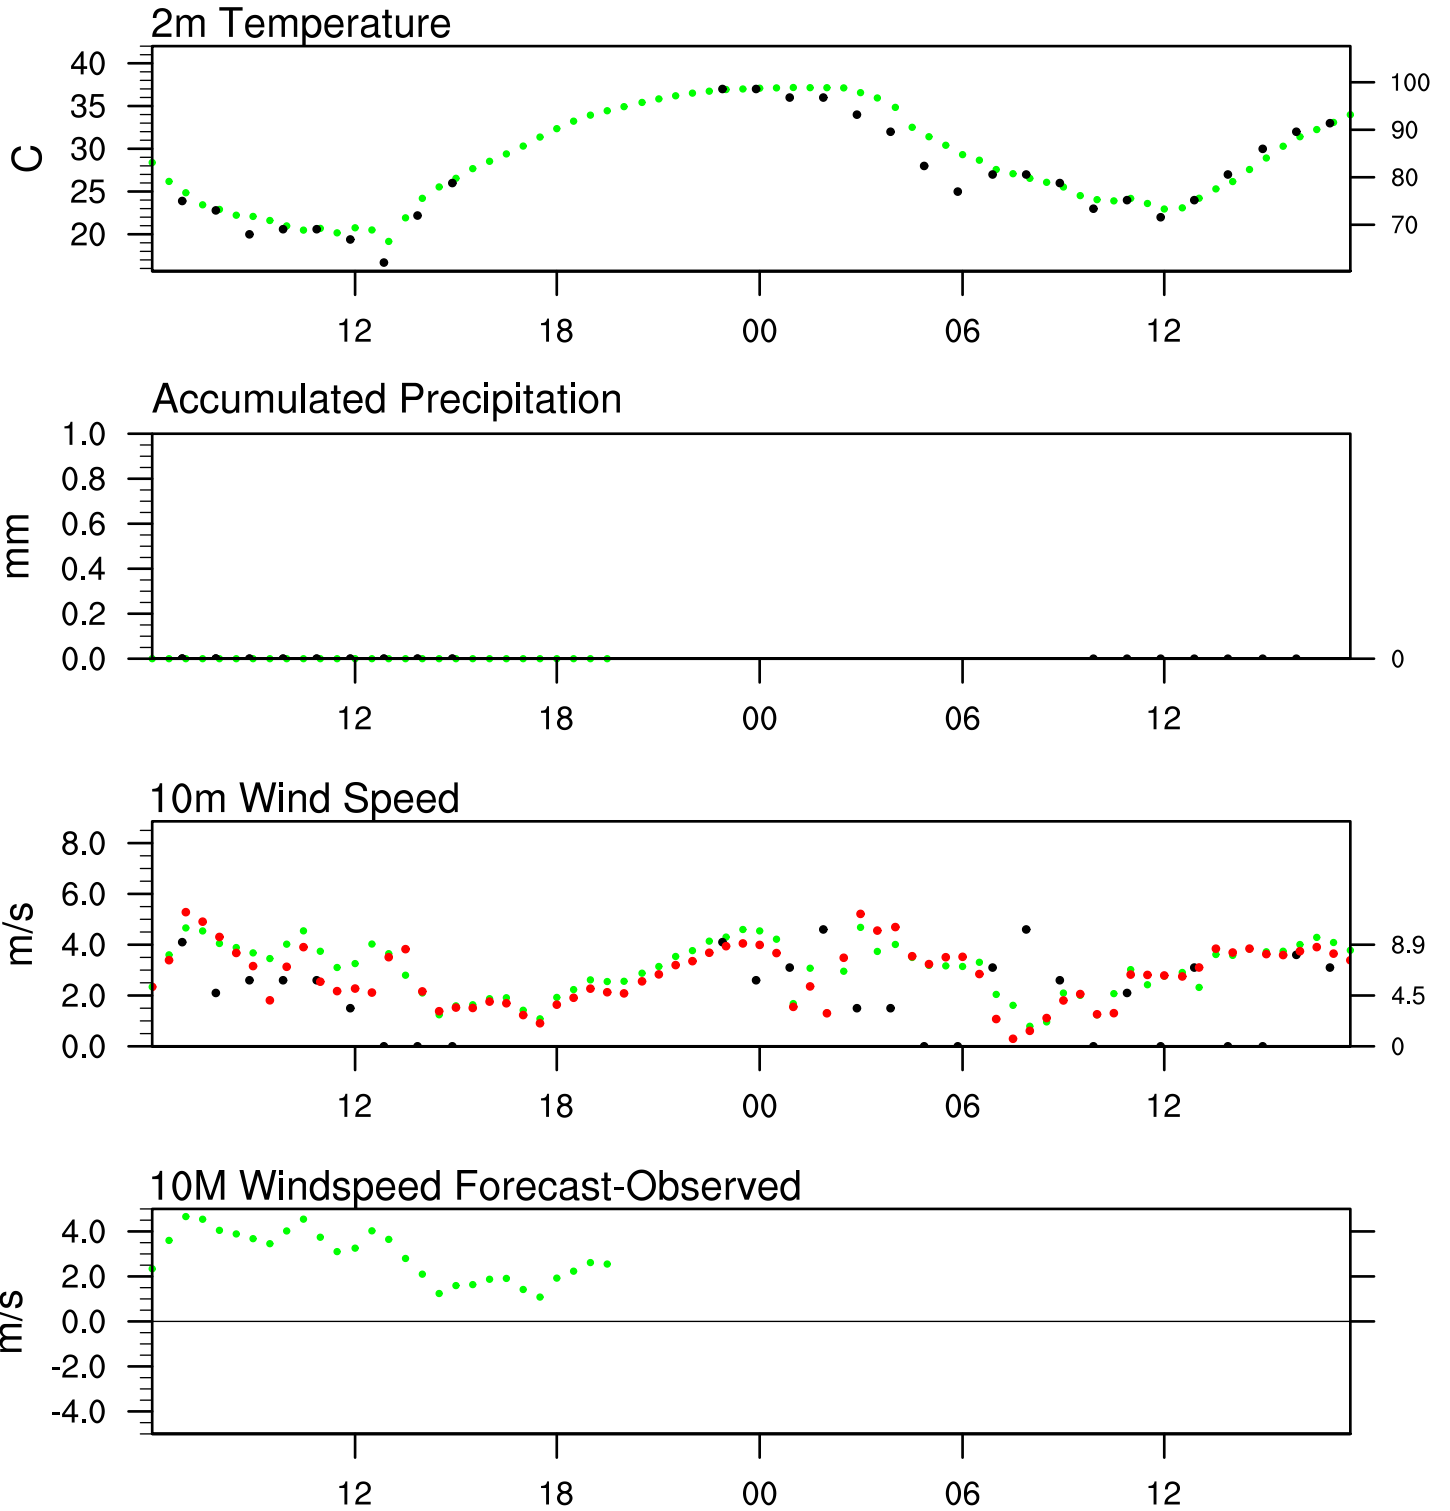 2m Temperature
40
35
30
25
20
C
100
90
80
70
12 18 00 06 12
Accumulated Precipitation
1.0
0.8
0.6
0.4
0.2
0.0
mm
0
12 18 00 06 12
10m Wind Speed
8.0
6.0
4.0
2.0
0.0
m/s
8.9
4.5
0
12 18 00 06 12
10M Windspeed Forecast-Observed
4.0
2.0
0.0
-2.0
-4.0
m/s
12 18 00 06 12